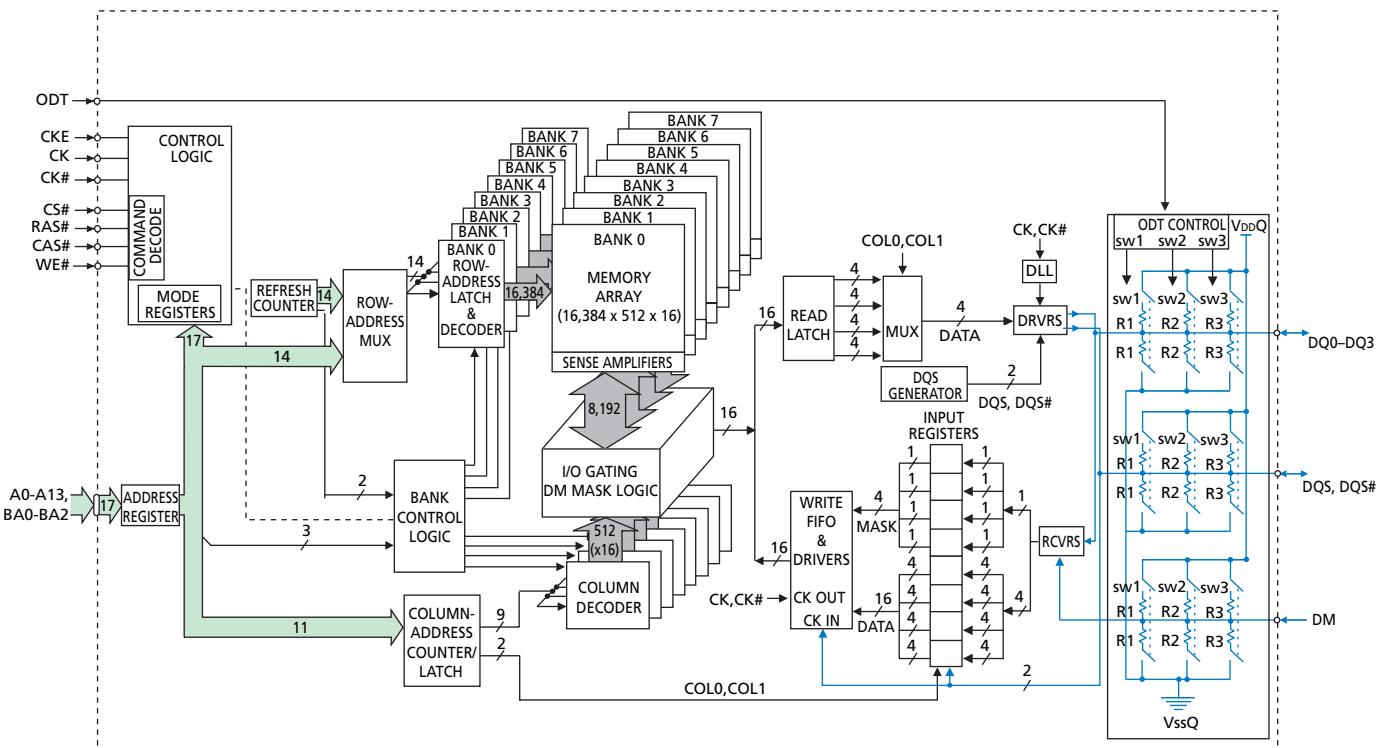 ODT
CKE
CK
CK#
CS#
RAS#
CAS#
WE#
CONTROL
LOGIC
COMMAND
DECODE
MODE
REGISTERS
REFRESH
COUNTER
14
17
14
ROW-
ADDRESS
MUX
14
BANK 7
BANK 6
BANK 5
BANK 4
BANK 3
BANK 2
BANK 1
BANK 0
ROW-
ADDRESS
LATCH
&
DECODER
16,384
BANK 7
BANK 6
BANK 5
BANK 4
BANK 3
BANK 2
BANK 1
BANK 0
MEMORY
ARRAY
(16,384 x 512 x 16)
SENSE AMPLIFIERS
8,192
16
I/O GATING
DM MASK LOGIC
512
(x16)
COLUMN
DECODER
A0-A13,
BA0-BA2
17
ADDRESS
REGISTER
2
3
BANK
CONTROL
LOGIC
11
COLUMN-
ADDRESS
COUNTER/
LATCH
9
2
COL0,COL1
16
READ
LATCH
4
4
4
4
COL0,COL1
MUX
4
DATA
CK,CK#
DLL
DRVRS
DQS
GENERATOR
2
DQS, DQS#
INPUT
REGISTERS
1
1
1
1
4
4
4
4
1
1
1
1
4
4
4
4
1
4
RCVRS
16
WRITE
FIFO
&
DRIVERS
CK OUT
CK IN
CK,CK#
4
MASK
16
DATA
2
ODT CONTROL
VDDQ
sw1 sw2 sw3
sw1 sw2 sw3
R1 R2 R3
R1 R2 R3
DQ0–DQ3
sw1 sw2 sw3
R1 R2 R3
R1 R2 R3
DQS, DQS#
sw1 sw2 sw3
R1 R2 R3
R1 R2 R3
DM
VssQ